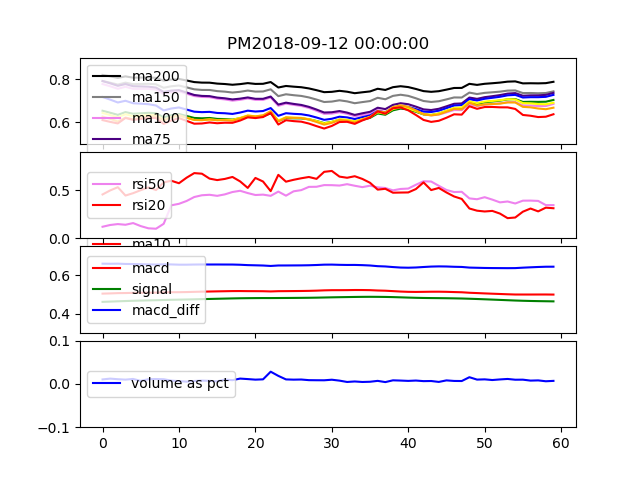 PM2018-09-12 00:00:00
0.8
0.6
ma200
ma150
ma100
ma75
0.5
0.0
rsi50
rsi20
ma10
0.6
0.4
macd
signal
macd_diff
0.1
0.0
−0.1
volume as pct
0 10 20 30 40 50 60